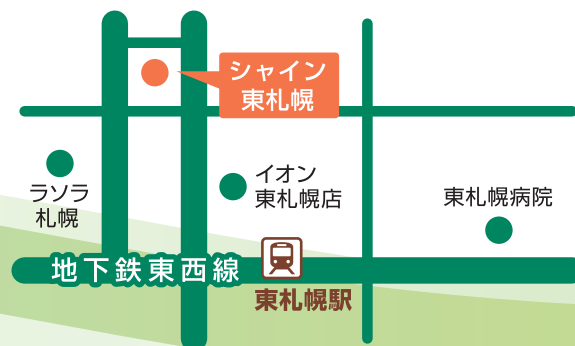 シャイン
東札幌
ラソラ
札幌
イオン
東札幌店
東札幌病院
地下鉄東西線
東札幌駅